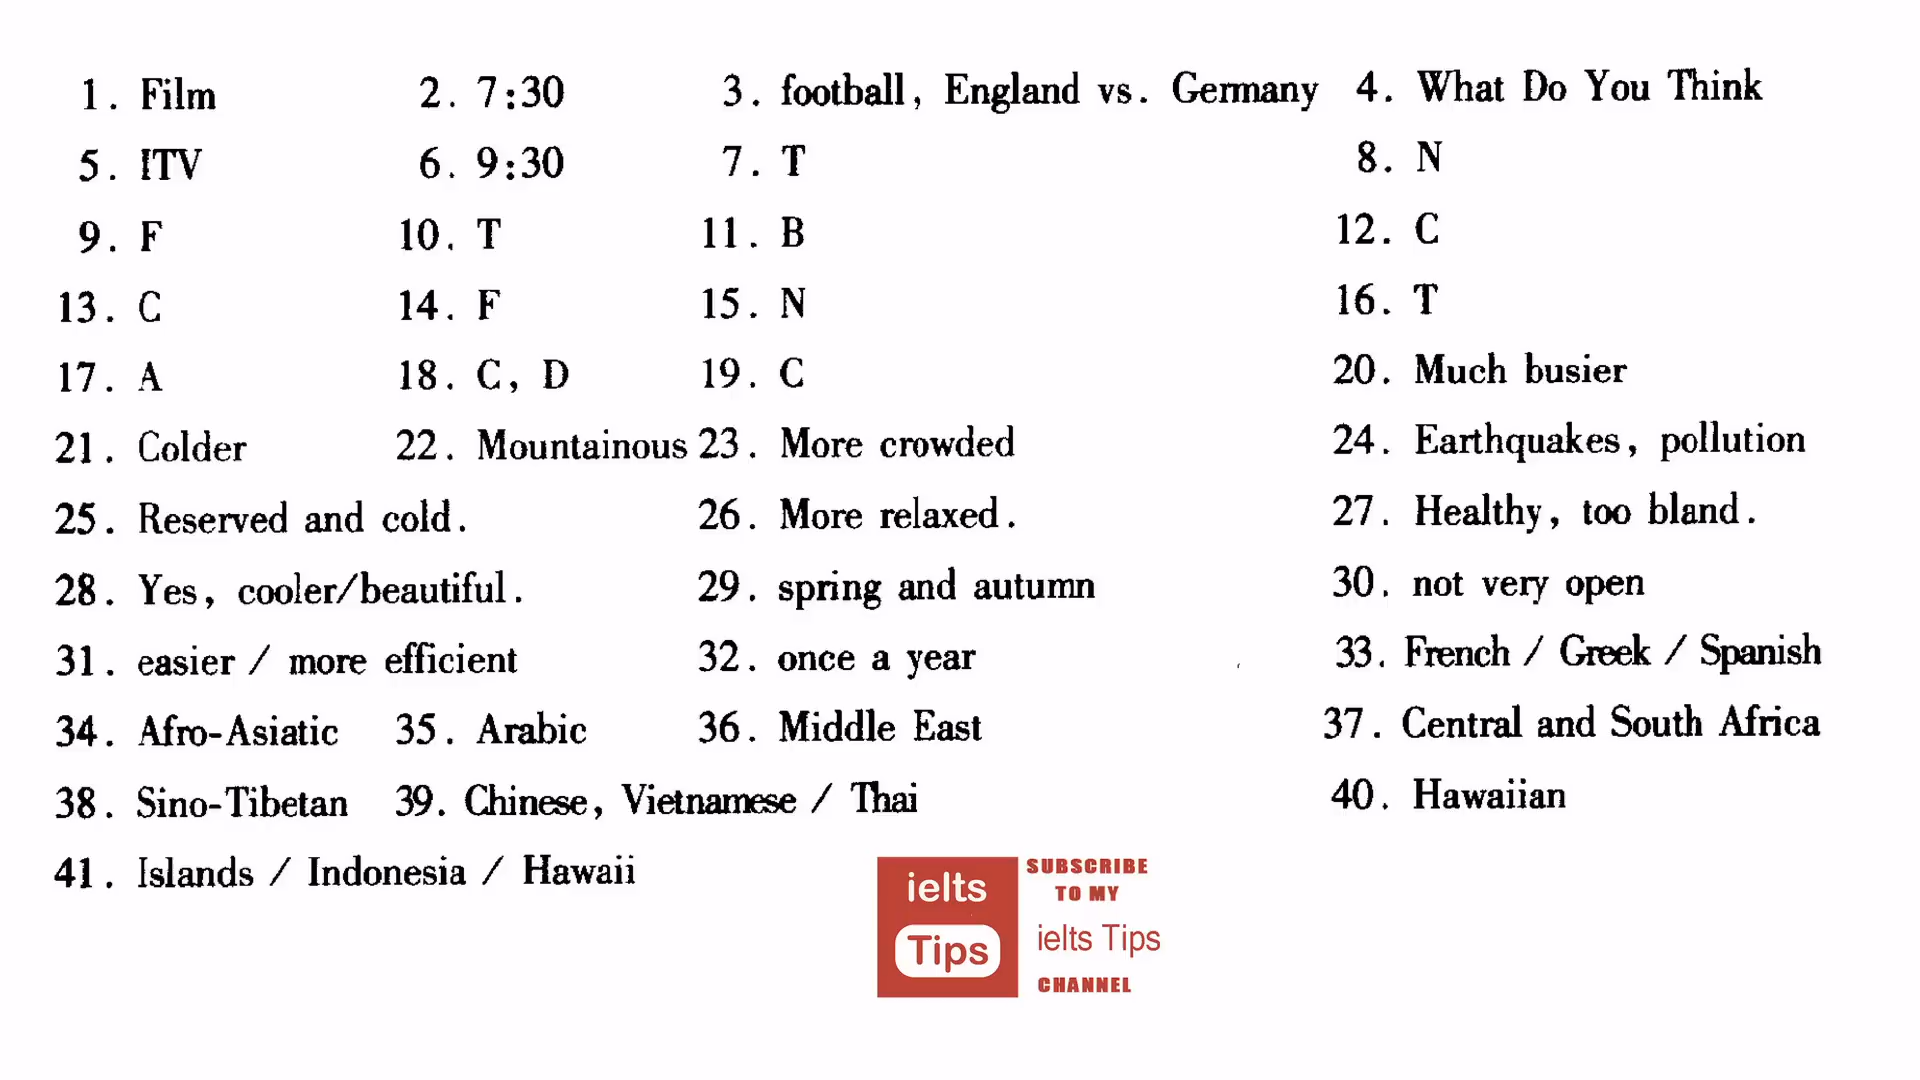 1. Film 2. 7:30 3. football, England vs. Germany 4. What Do You Think
5. ITV 6. 9:30 7. T 8. N
9. F 10. T 11. B 12. C
13. C 14. F 15. N 16. T
17. A 18. C, D 19. C 20. Much busier
21. Colder 22. Mountainous 23. More crowded 24. Earthquakes, pollution
25. Reserved and cold. 26. More relaxed. 27. Healthy, too bland.
28. Yes, cooler/beautiful. 29. spring and autumn 30. not very open
31. easier / more efficient 32. once a year 33. French / Greek / Spanish
34. Afro-Asiatic 35. Arabic 36. Middle East 37. Central and South Africa
38. Sino-Tibetan 39. Chinese, Vietnamese / Thai 40. Hawaiian
41. Islands / Indonesia / Hawaii
ielts
Tips
SUBSCRIBE
TO MY
ielts Tips
CHANNEL